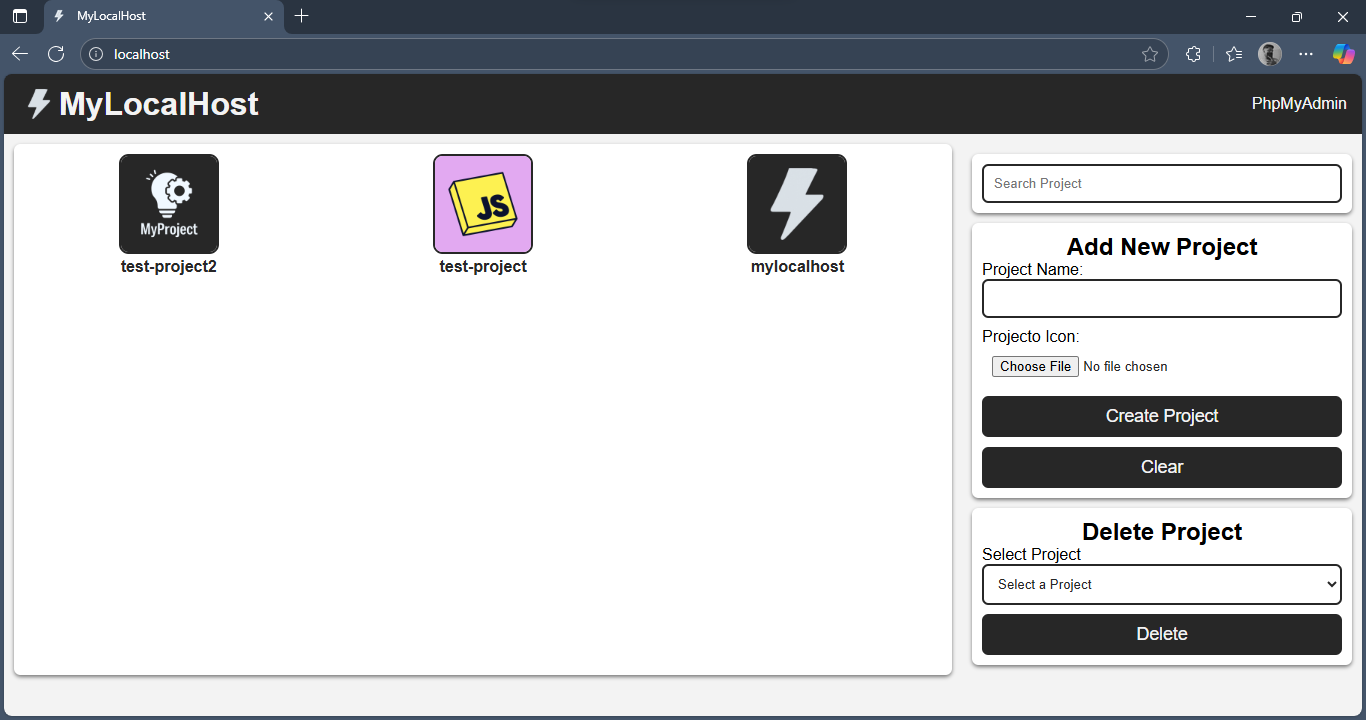 MyLocalHost
localhost
MyLocalHost
PhpMyAdmin
MyProject
test-project2
JS
test-project
mylocalhost
Search Project
Add New Project
Project Name:
Projecto Icon:
Choose File No file chosen
Create Project
Clear
Delete Project
Select Project
Select a Project
Delete